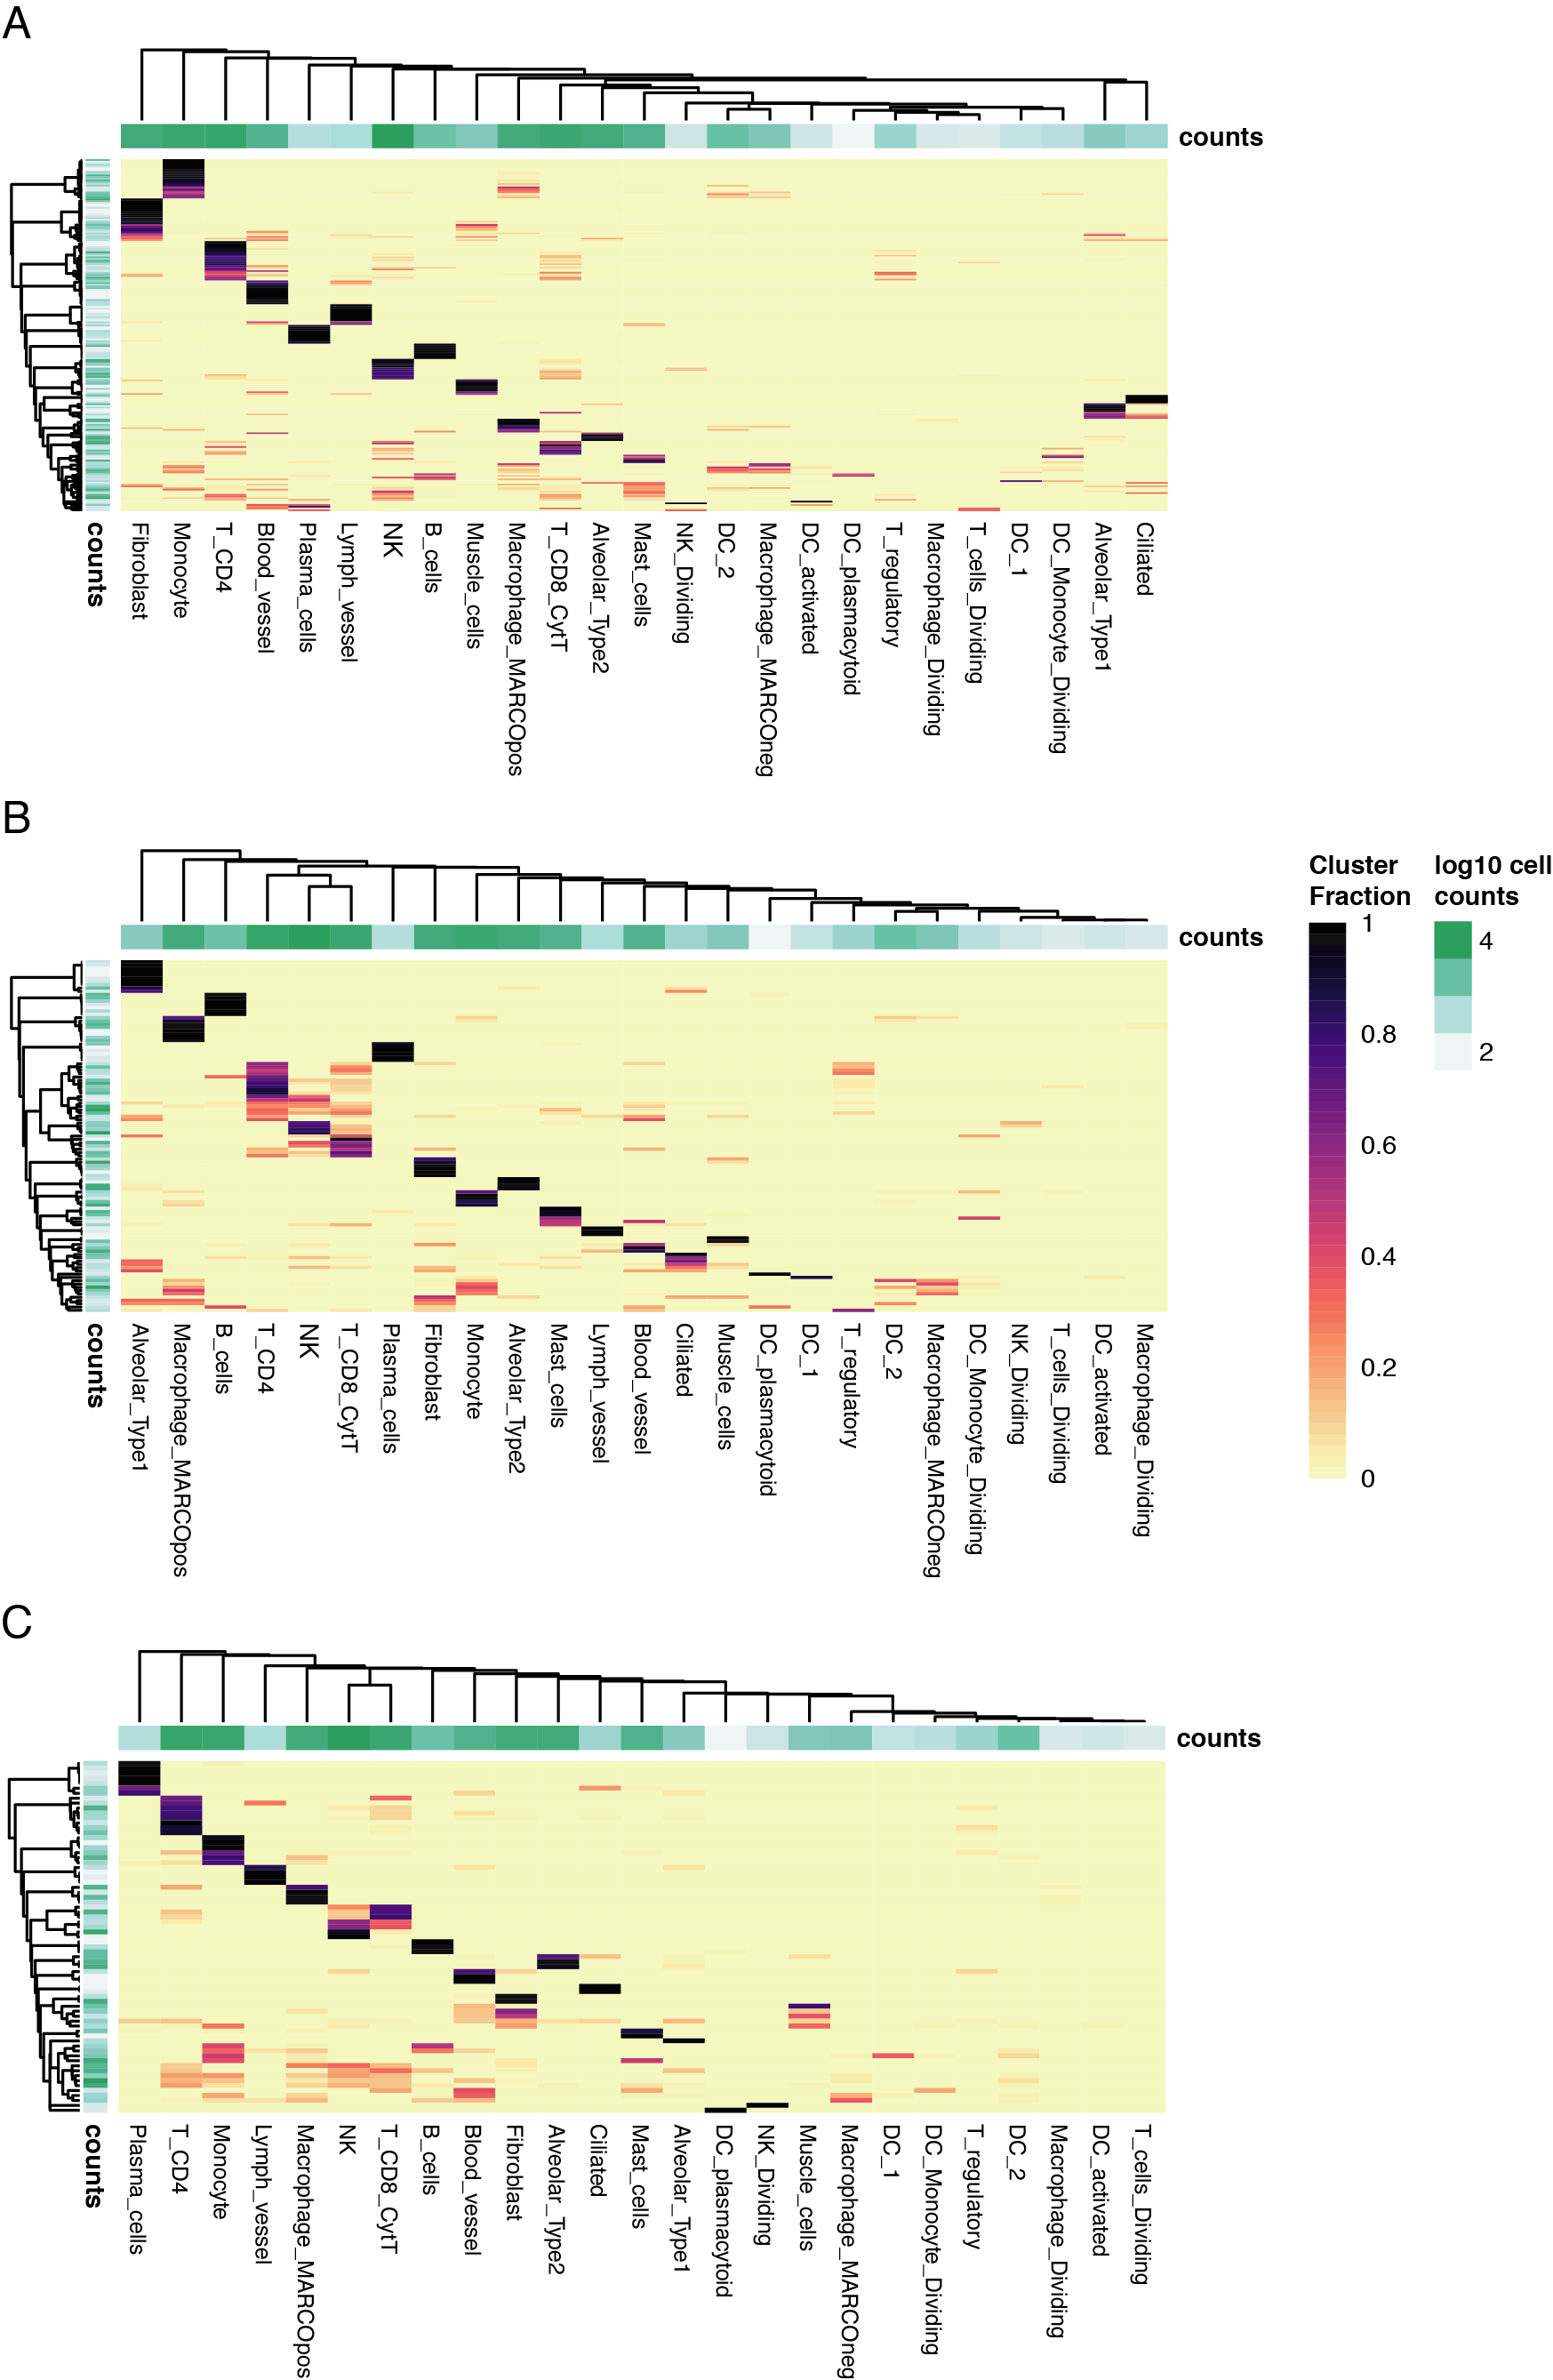 A
counts
counts
Fibroblast
Monocyte
T_CD4
Blood_vessel
Plasma_cells
Lymph_vessel
NK
B_cells
Muscle_cells
Macrophage_MARCOpos
T_CD8_CytT
Alveolar_Type2
Mast_cells
NK_Dividing
DC_2
Macrophage_MARCOneg
DC_activated
DC_plasmacytoid
T_regulatory
Macrophage_Dividing
T_cells_Dividing
DC_1
DC_Monocyte_Dividing
Alveolar_Type1
Ciliated
B
counts
counts
Alveolar_Type1
Macrophage_MARCOpos
B_cells
T_CD4
NK
T_CD8_CytT
Plasma_cells
Fibroblast
Monocyte
Alveolar_Type2
Mast_cells
Lymph_vessel
Blood_vessel
Ciliated
Muscle_cells
DC_plasmacytoid
DC_1
T_regulatory
DC_2
Macrophage_MARCOneg
DC_Monocyte_Dividing
NK_Dividing
T_cells_Dividing
DC_activated
Macrophage_Dividing
Cluster
Fraction
1
0.8
0.6
0.4
0.2
0
log10 cell
counts
4
2
C
counts
counts
Plasma_cells
T_CD4
Monocyte
Lymph_vessel
Macrophage_MARCOpos
NK
T_CD8_CytT
B_cells
Blood_vessel
Fibroblast
Alveolar_Type2
Ciliated
Mast_cells
Alveolar_Type1
DC_plasmacytoid
NK_Dividing
Muscle_cells
Macrophage_MARCOneg
DC_1
DC_Monocyte_Dividing
T_regulatory
DC_2
Macrophage_Dividing
DC_activated
T_cells_Dividing